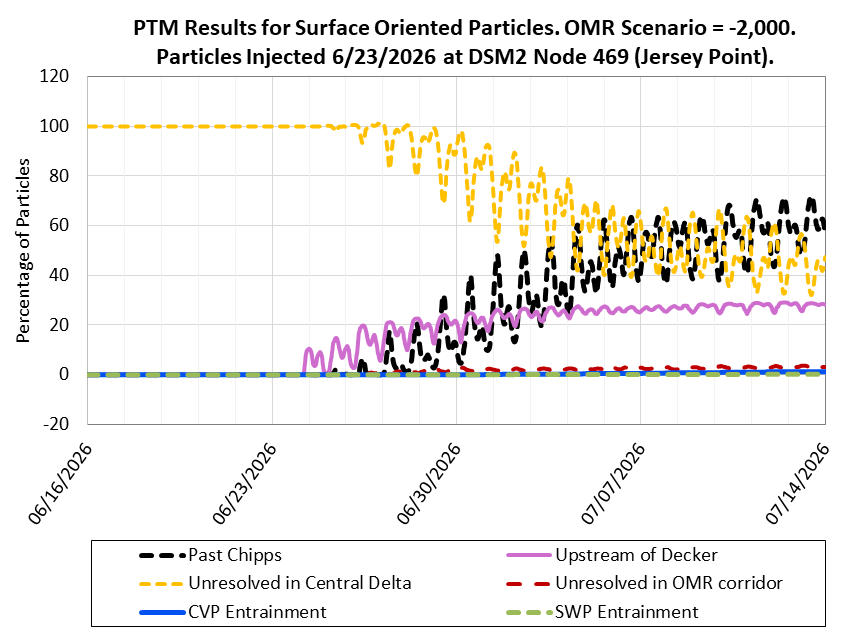 PTM Results for Surface Oriented Particles. OMR Scenario = -2,000.
Particles Injected 6/23/2026 at DSM2 Node 469 (Jersey Point).
Percentage of Particles
120
100
80
60
40
20
0
-20
06/16/2026
06/23/2026
06/30/2026
07/07/2026
07/14/2026
Past Chipps
Upstream of Decker
Unresolved in Central Delta
Unresolved in OMR corridor
CVP Entrainment
SWP Entrainment